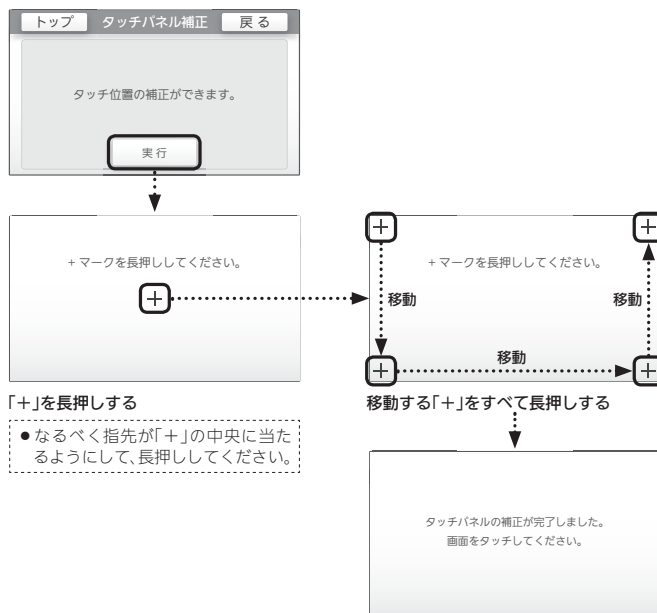 トップ タッチパネル補正 戻る
タッチ位置の補正ができます。
実行
+マークを長押ししてください。
+
「+」を長押しする
●なるべく指先が「+」の中央に当た
るようにして、長押ししてください。
+ +
+マークを長押ししてください。
移動 移動
移動
+ +
移動する「+」をすべて長押しする
タッチパネルの補正が完了しました。
画面をタッチしてください。